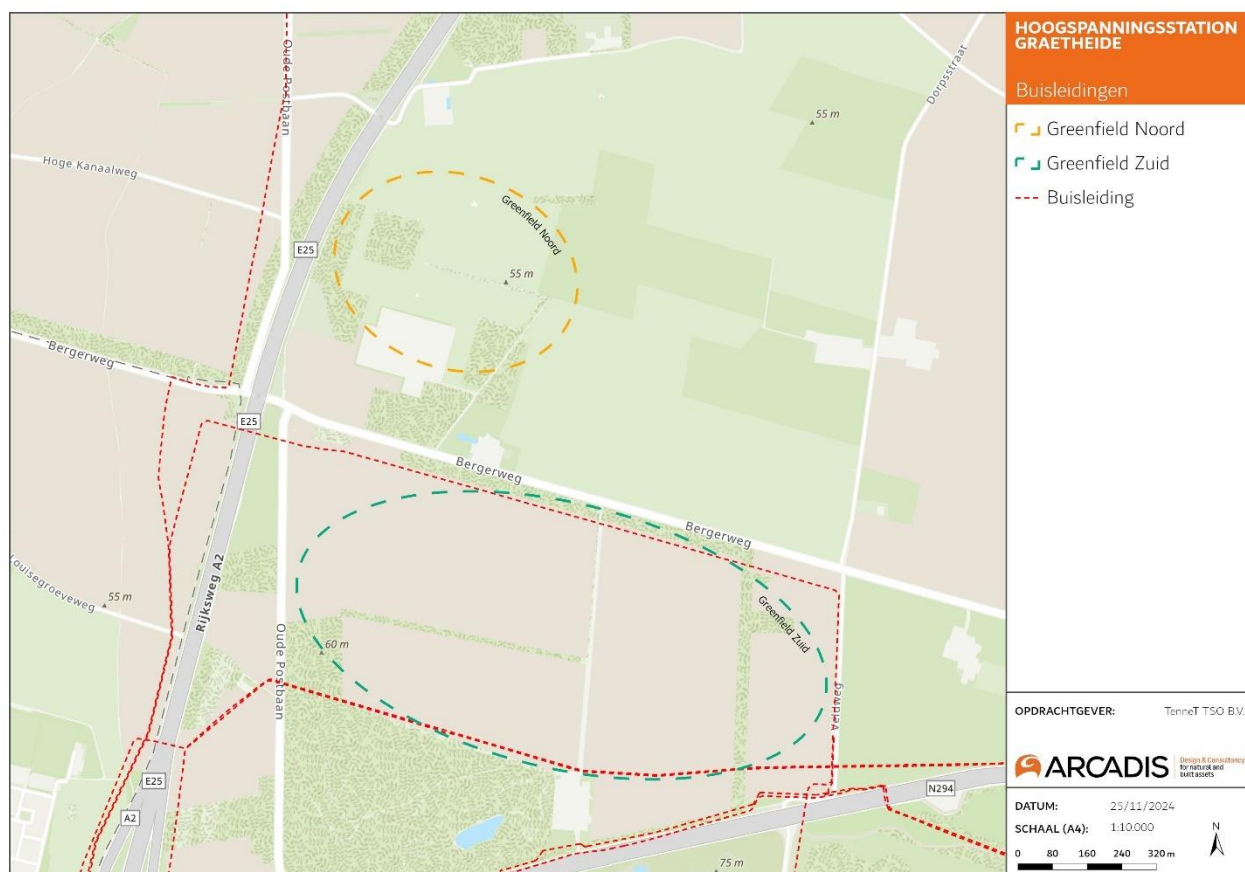 HOOGSPANNINGSSTATION
GRAETHEIDE
Buisleidingen
Greenfield Noord
Greenfield Zuid
Buisleiding
OPDRACHTGEVER: TenneT TSO B.V.
ARCADIS
Design & Consultancy
for natural and
built assets
DATUM: 25/11/2024
SCHAAL (A4): 1:10.000
N
0 80 160 240 320 m
Oude Postbaan
Dorpsstraat
55 m
Hoge Kanaalweg
Greenfield Noord
E25
55 m
Bergerweg
E25
Bergerweg
Bergerweg
Rijksweg A2
Louisegroeveweg
55 m
Greenfield Zuid
60 m
Oude Postbaan
Veldweg
E25
A2
N294
75 m